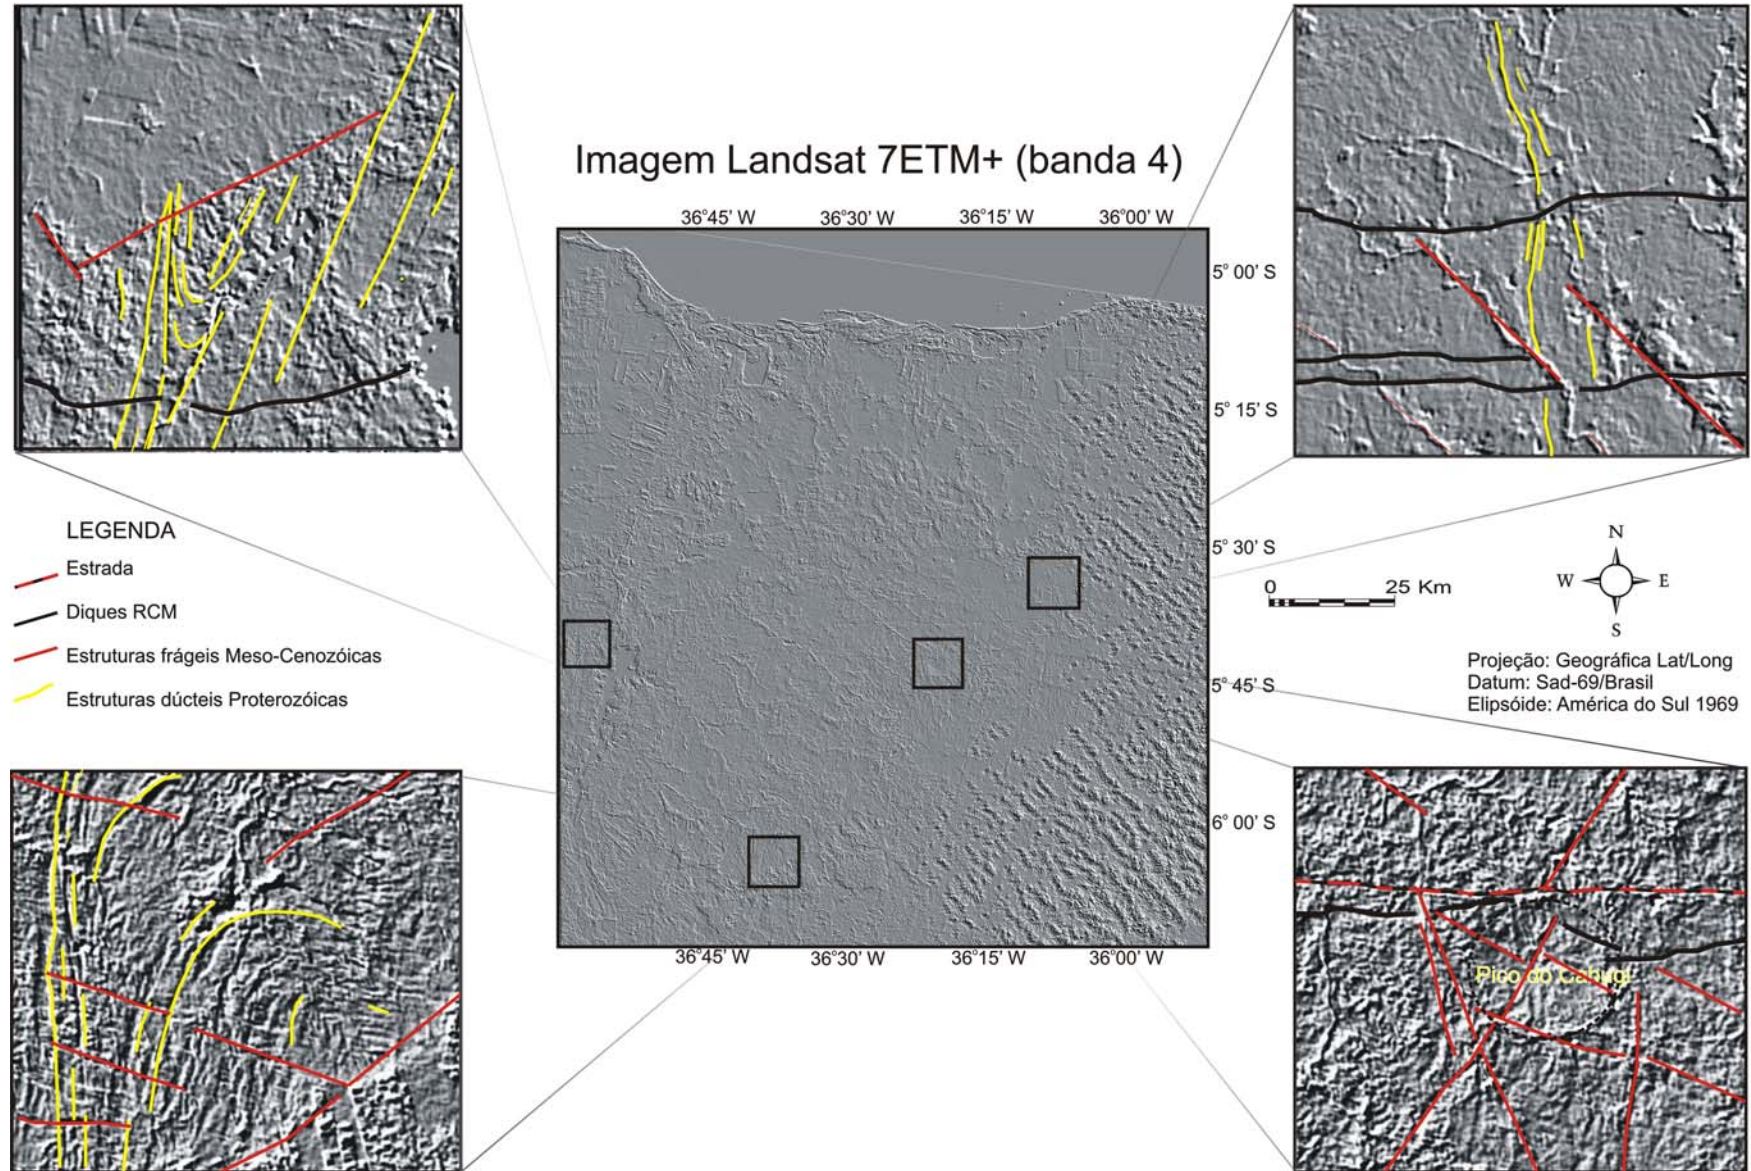 Imagem Landsat 7ETM+ (banda 4)
36°45' W 36°30' W 36°15' W 36°00' W
5° 00' S
5° 15' S
5° 30' S
5° 45' S
6° 00' S
36°45' W 36°30' W 36°15' W 36°00' W
LEGENDA
Estrada
Diques RCM
Estruturas frágeis Meso-Cenozóicas
Estruturas dúcteis Proterozóicas
0 25 Km
N
W E
S
Projeção: Geográfica Lat/Long
Datum: Sad-69/Brasil
Elipsóide: América do Sul 1969
Pico do Cabugi